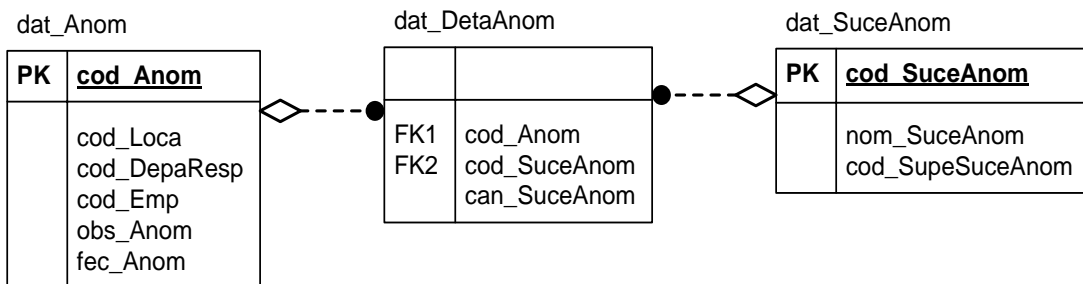 dat_Anom
PK cod_Anom
cod_Loca
cod_DepaResp
cod_Emp
obs_Anom
fec_Anom
dat_DetaAnom
FK1 cod_Anom
FK2 cod_SuceAnom
can_SuceAnom
dat_SuceAnom
PK cod_SuceAnom
nom_SuceAnom
cod_SupeSuceAnom